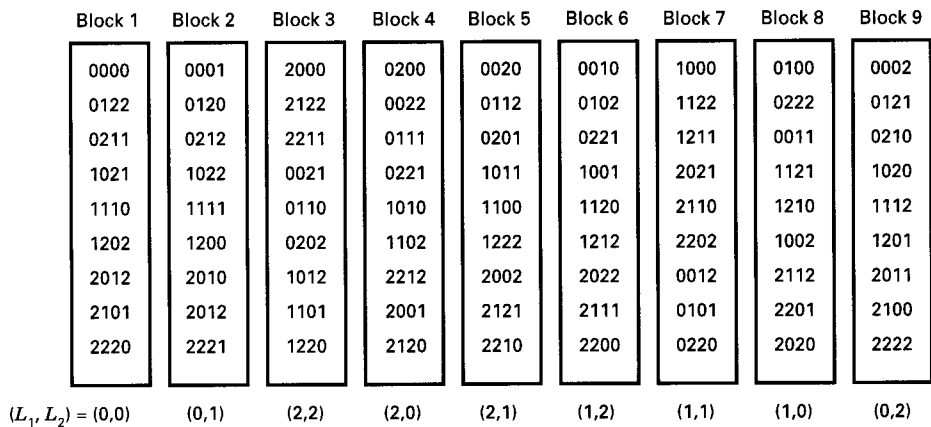 Block 1 Block 2 Block 3 Block 4 Block 5 Block 6 Block 7 Block 8 Block 9
0000 0001 2000 0200 0020 0010 1000 0100 0002
0122 0120 2122 0022 0112 0102 1122 0222 0121
0211 0212 2211 0111 0201 0221 1211 0011 0210
1021 1022 0021 0221 1011 1001 2021 1121 1020
1110 1111 0110 1010 1100 1120 2110 1210 1112
1202 1200 0202 1102 1222 1212 2202 1002 1201
2012 2010 1012 2212 2002 2022 0012 2112 2011
2101 2012 1101 2001 2121 2111 0101 2201 2100
2220 2221 1220 2120 2210 2200 0220 2020 2222
(L₁, L₂) = (0,0) (0,1) (2,2) (2,0) (2,1) (1,2) (1,1) (1,0) (0,2)